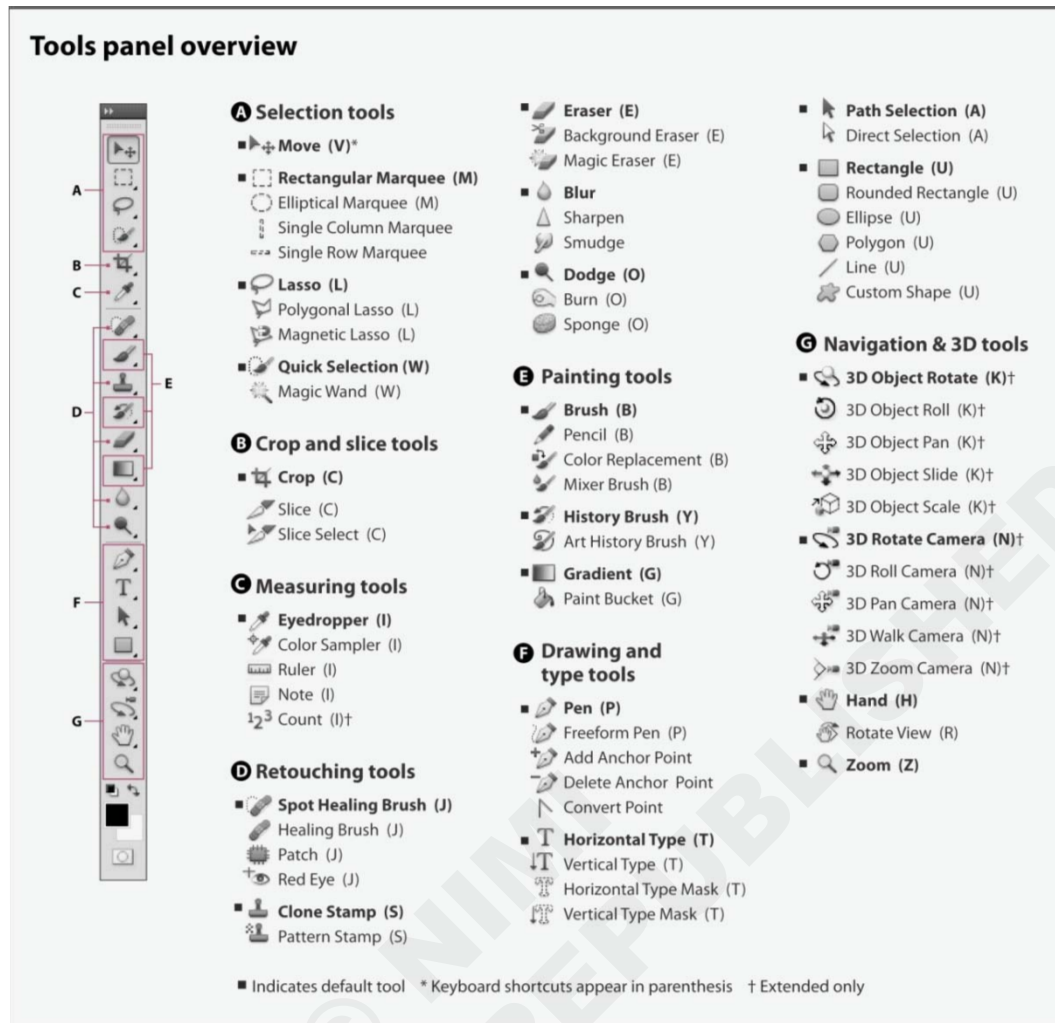 Tools panel overview
A
B
C
D
E
F
G
A Selection tools
■ Move (V)*
■ Rectangular Marquee (M)
Elliptical Marquee (M)
Single Column Marquee
Single Row Marquee
■ Lasso (L)
Polygonal Lasso (L)
Magnetic Lasso (L)
■ Quick Selection (W)
Magic Wand (W)
B Crop and slice tools
■ Crop (C)
Slice (C)
Slice Select (C)
C Measuring tools
■ Eyedropper (I)
Color Sampler (I)
Ruler (I)
Note (I)
Count (I)†
D Retouching tools
■ Spot Healing Brush (J)
Healing Brush (J)
Patch (J)
Red Eye (J)
■ Clone Stamp (S)
Pattern Stamp (S)
■ Eraser (E)
Background Eraser (E)
Magic Eraser (E)
■ Blur
Sharpen
Smudge
■ Dodge (O)
Burn (O)
Sponge (O)
E Painting tools
■ Brush (B)
Pencil (B)
Color Replacement (B)
Mixer Brush (B)
■ History Brush (Y)
Art History Brush (Y)
■ Gradient (G)
Paint Bucket (G)
F Drawing and
type tools
■ Pen (P)
Freeform Pen (P)
Add Anchor Point
Delete Anchor Point
Convert Point
■ Horizontal Type (T)
Vertical Type (T)
Horizontal Type Mask (T)
Vertical Type Mask (T)
■ Path Selection (A)
Direct Selection (A)
■ Rectangle (U)
Rounded Rectangle (U)
Ellipse (U)
Polygon (U)
Line (U)
Custom Shape (U)
G Navigation & 3D tools
■ 3D Object Rotate (K)†
3D Object Roll (K)†
3D Object Pan (K)†
3D Object Slide (K)†
3D Object Scale (K)†
■ 3D Rotate Camera (N)†
3D Roll Camera (N)†
3D Pan Camera (N)†
3D Walk Camera (N)†
3D Zoom Camera (N)†
■ Hand (H)
Rotate View (R)
■ Zoom (Z)
■ Indicates default tool * Keyboard shortcuts appear in parenthesis † Extended only
© NIMI
REPUBLISHED